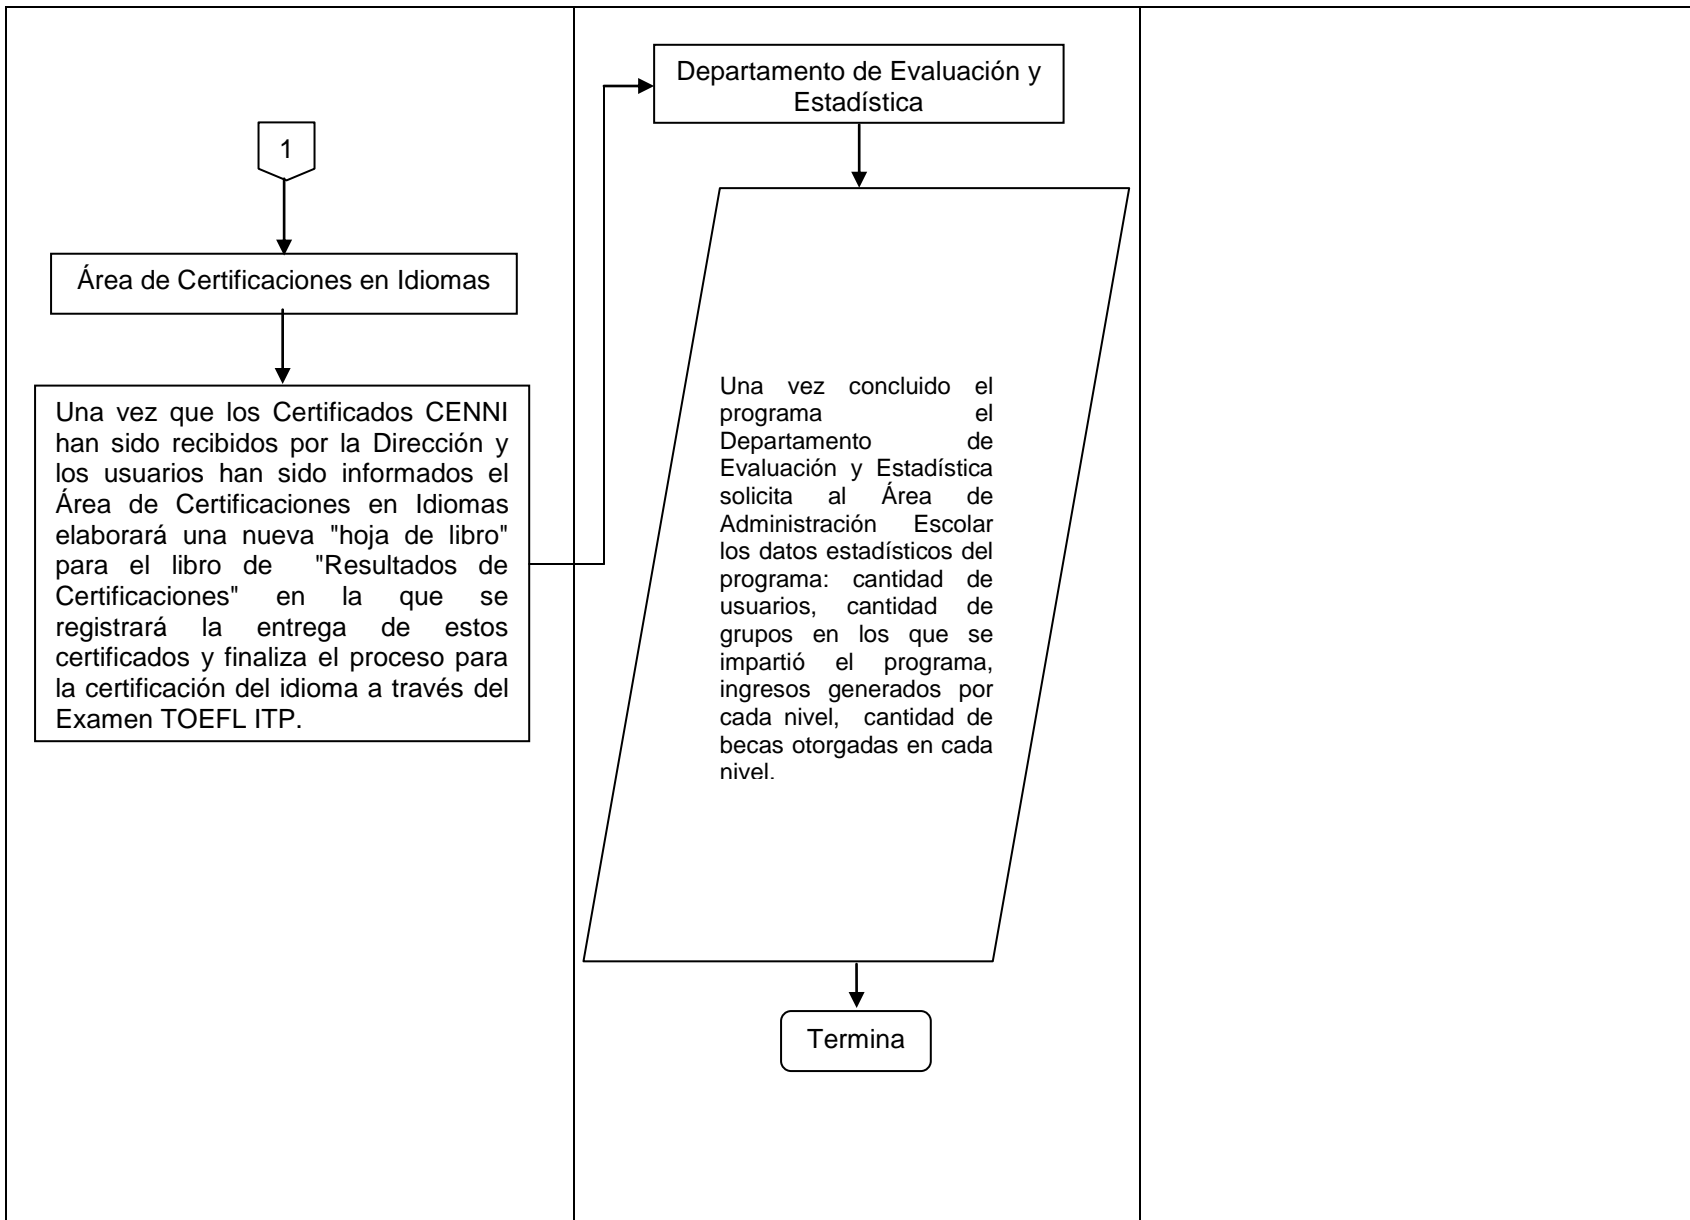 1
Área de Certificaciones en Idiomas
Una vez que los Certificados CENNI
han sido recibidos por la Dirección y
los usuarios han sido informados el
Área de Certificaciones en Idiomas
elaborará una nueva "hoja de libro"
para el libro de "Resultados de
Certificaciones" en la que se
registrará la entrega de estos
certificados y finaliza el proceso para
la certificación del idioma a través del
Examen TOEFL ITP.
Departamento de Evaluación y
Estadística
Una vez concluido el
programa el
Departamento de
Evaluación y Estadística
solicita al Área de
Administración Escolar
los datos estadísticos del
programa: cantidad de
usuarios, cantidad de
grupos en los que se
impartió el programa,
ingresos generados por
cada nivel, cantidad de
becas otorgadas en cada
nivel.
Termina